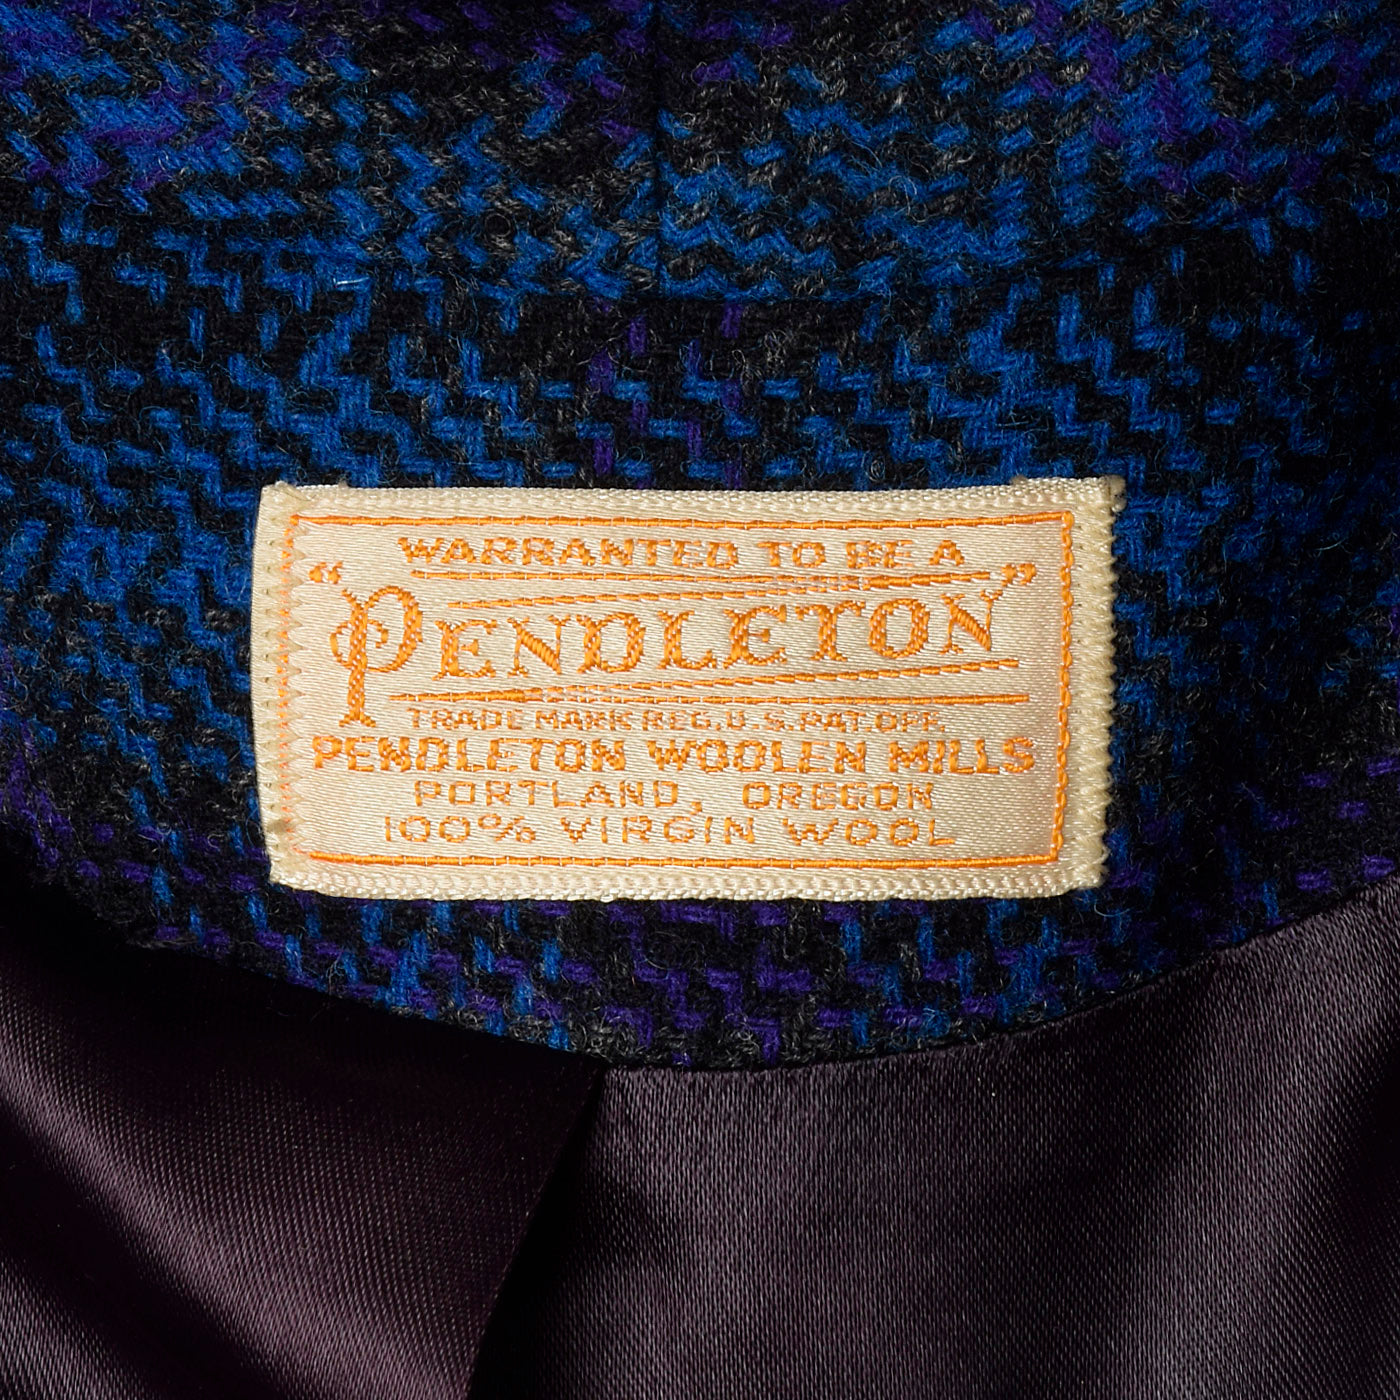 WARRANTED TO BE A
"PENDLETON"
TRADE MARK REG. U.S. PAT. OFF.
PENDLETON WOOLEN MILLS
PORTLAND, OREGON
100% VIRGIN WOOL